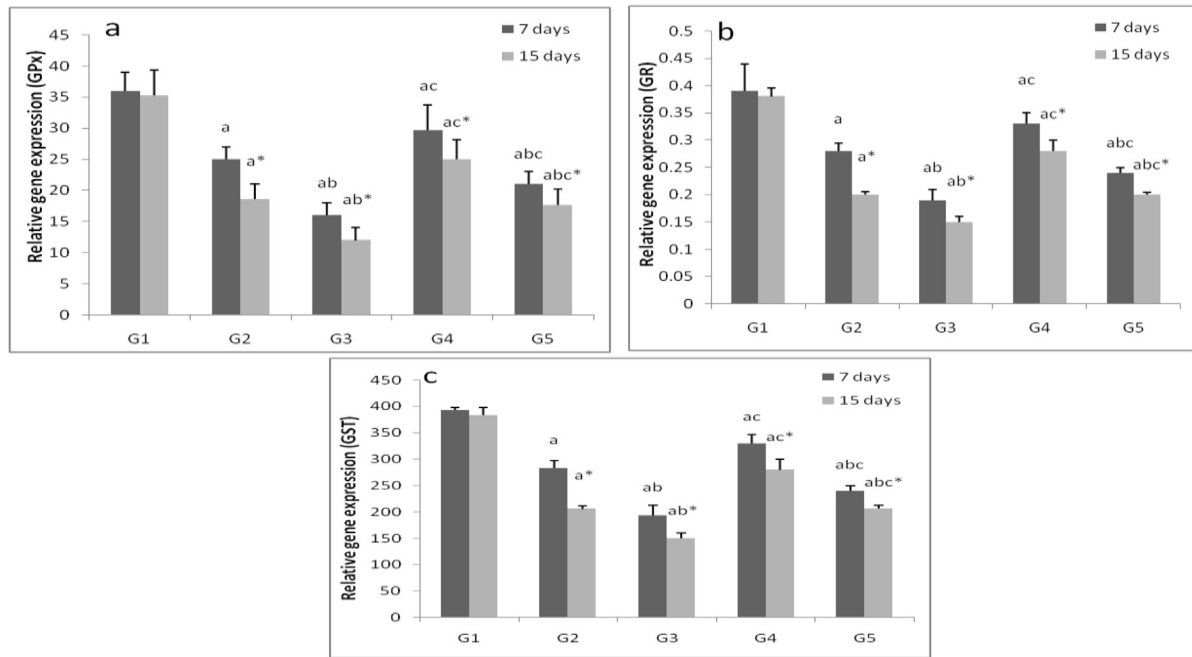 a
7 days
15 days
Relative gene expression (GPx)
45
40
35
30
25
20
15
10
5
0
a
a*
ab
ab*
ac
ac*
abc
abc*
G1 G2 G3 G4 G5
b
7 days
15 days
Relative gene expression (GR)
0.5
0.45
0.4
0.35
0.3
0.25
0.2
0.15
0.1
0.05
0
a
a*
ab
ab*
ac
ac*
abc
abc*
G1 G2 G3 G4 G5
c
7 days
15 days
Relative gene expression (GST)
450
400
350
300
250
200
150
100
50
0
a
a*
ab
ab*
ac
ac*
abc
abc*
G1 G2 G3 G4 G5